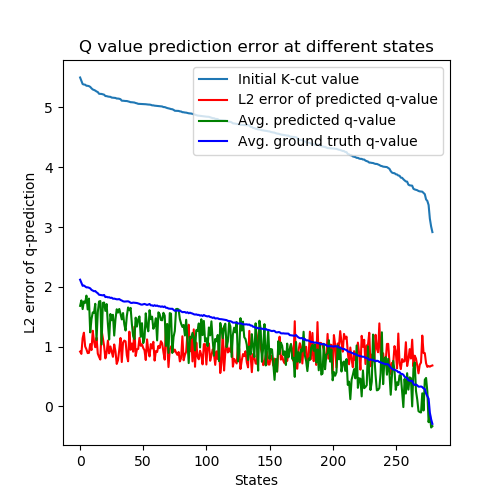 Q value prediction error at different states
Initial K-cut value
L2 error of predicted q-value
Avg. predicted q-value
Avg. ground truth q-value
L2 error of q-prediction
5
4
3
2
1
0
0 50 100 150 200 250
States